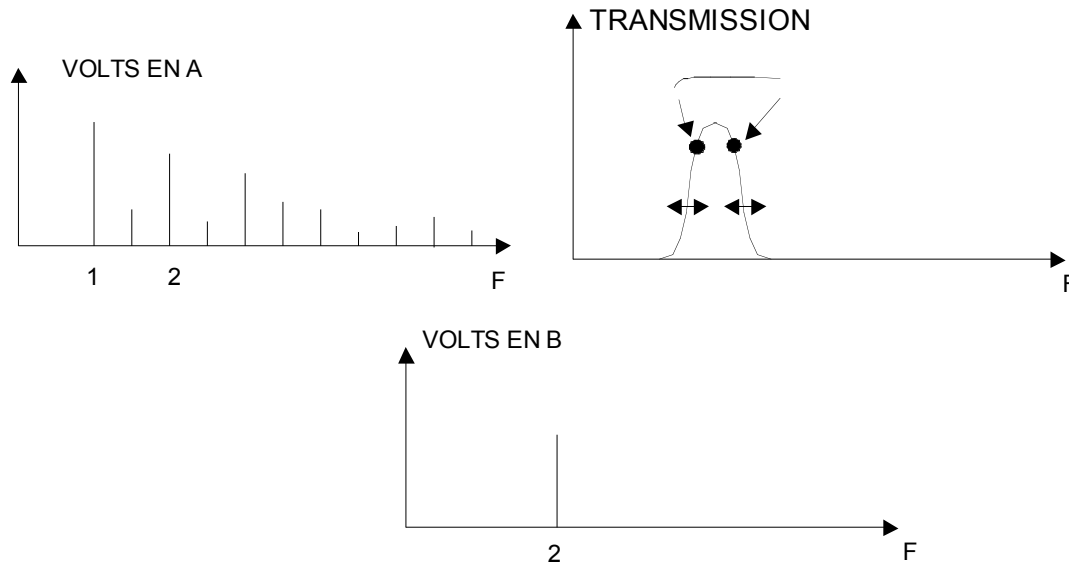 TRANSMISSION
VOLTS EN A
1 2 F
F
VOLTS EN B
2 F